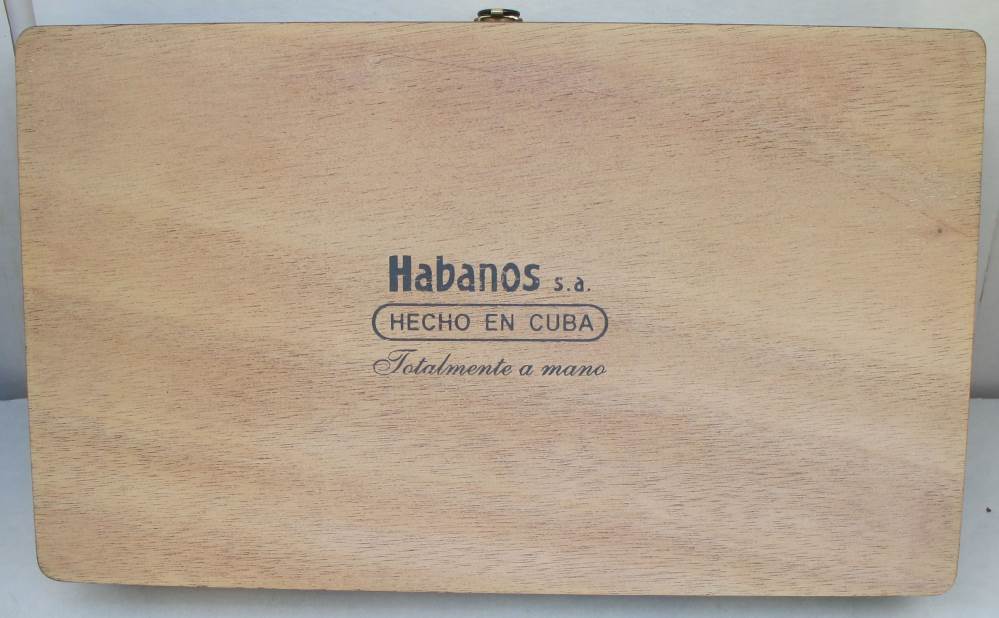 Habanos s.a.
HECHO EN CUBA
Totalmente a mano